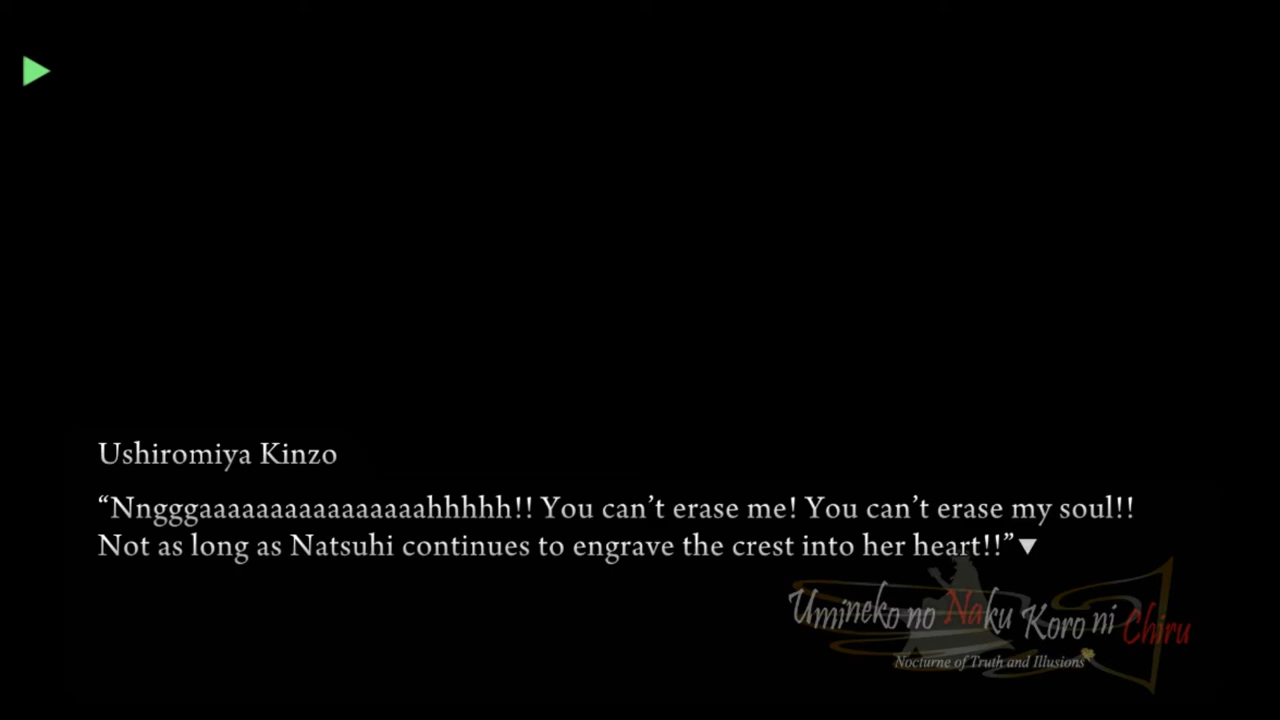 Ushiromiya Kinzo
“Nngggaaaaaaaaaaaaaaaahhhhh!! You can’t erase me! You can’t erase my soul!!
Not as long as Natsuhi continues to engrave the crest into her heart!!”
Umineko no Naku Koro ni Chiru
Nocturne of Truth and Illusions